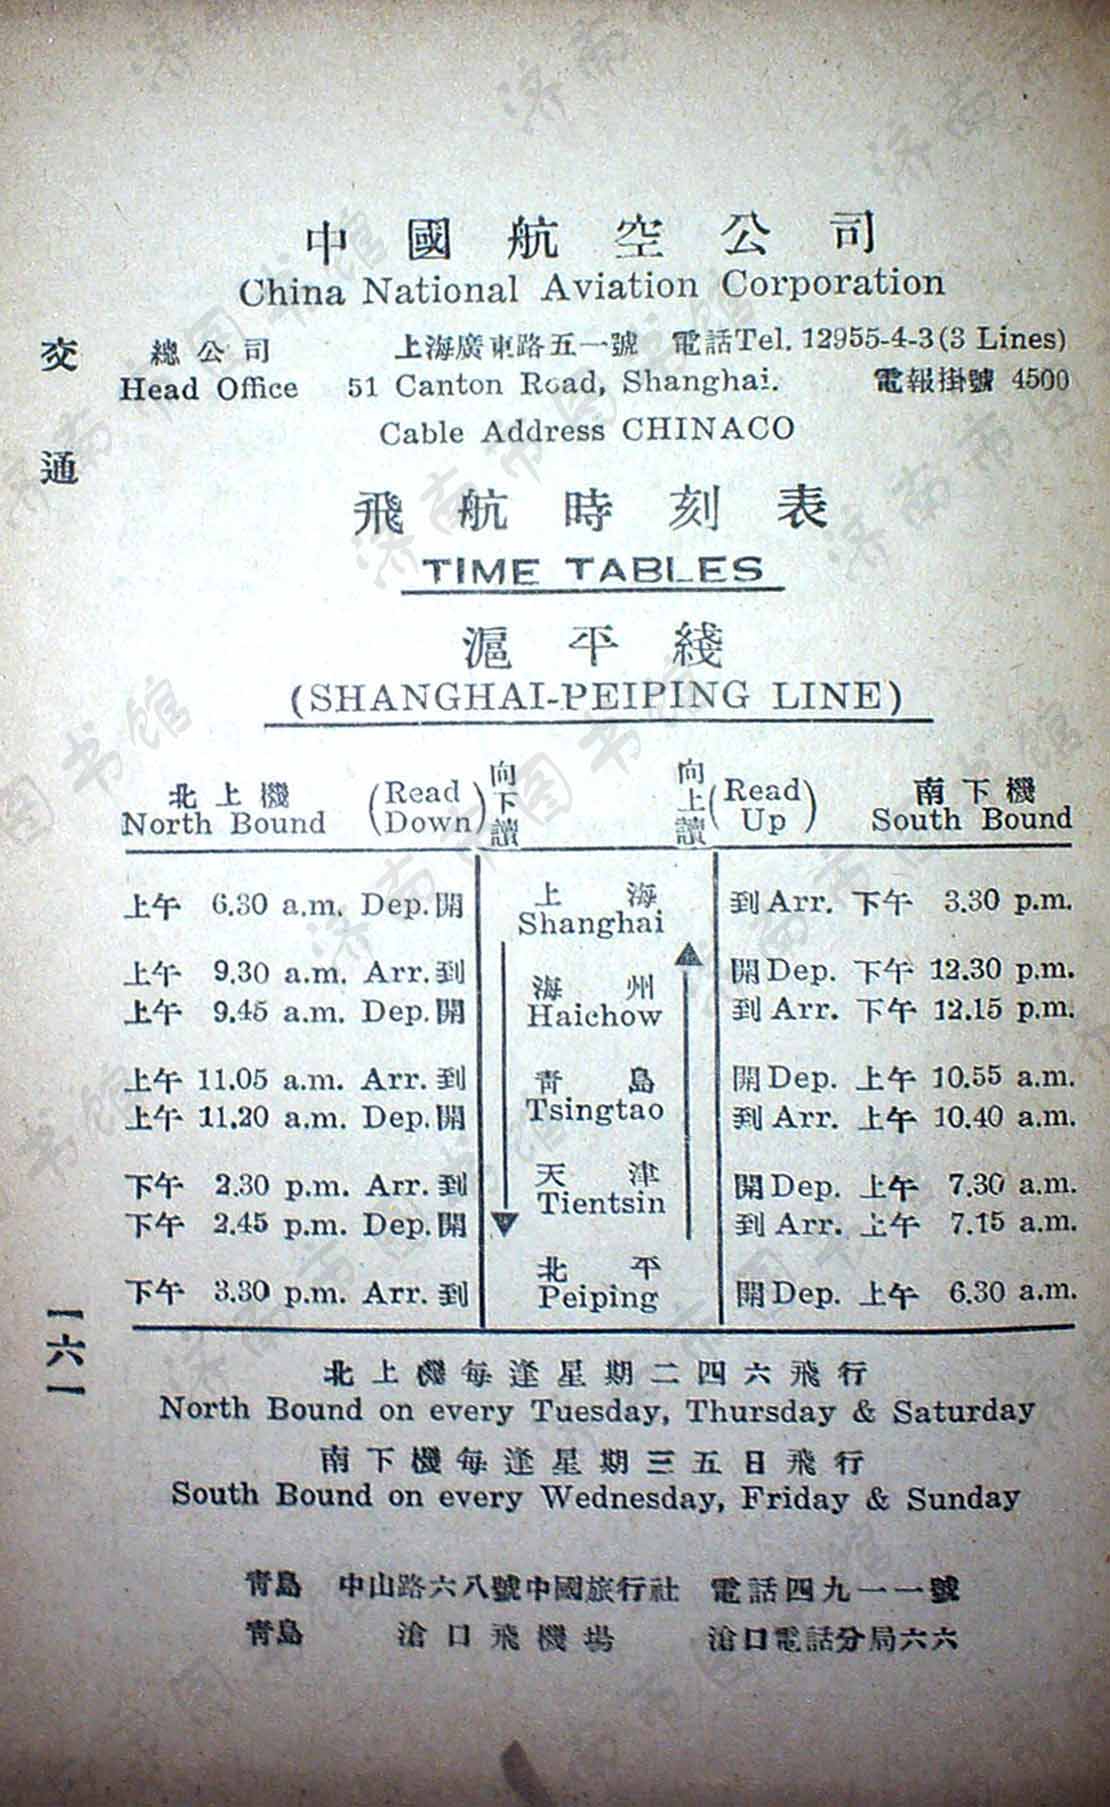 中國航空公司
China National Aviation Corporation
總公司 上海廣東路五一號 電話Tel. 12955-4-3(3 Lines)
Head Office 51 Canton Road, Shanghai. 電報掛號 4500
Cable Address CHINACO
飛航時刻表
TIME TABLES
滬平綫
(SHANGHAI-PEIPING LINE)
北上機 (Read Down) 向下讀 向上讀 (Read Up) 南下機
North Bound South Bound
上午 6.30 a.m. Dep.開 上海 Shanghai 到Arr. 下午 3.30 p.m.
上午 9.30 a.m. Arr.到 海州 Haichow 開Dep. 下午 12.30 p.m.
上午 9.45 a.m. Dep.開 到Arr. 下午 12.15 p.m.
上午 11.05 a.m. Arr.到 青島 Tsingtao 開Dep. 上午 10.55 a.m.
上午 11.20 a.m. Dep.開 到Arr. 上午 10.40 a.m.
下午 2.30 p.m. Arr.到 天津 Tientsin 開Dep. 上午 7.30 a.m.
下午 2.45 p.m. Dep.開 到Arr. 上午 7.15 a.m.
下午 3.30 p.m. Arr.到 北平 Peiping 開Dep. 上午 6.30 a.m.
北上機每逢星期二四六飛行
North Bound on every Tuesday, Thursday & Saturday
南下機每逢星期三五日飛行
South Bound on every Wednesday, Friday & Sunday
青島 中山路六八號中國旅行社 電話四九一一號
青島 滄口飛機場 滄口電話分局六六
交通
一六一
济南市图书馆